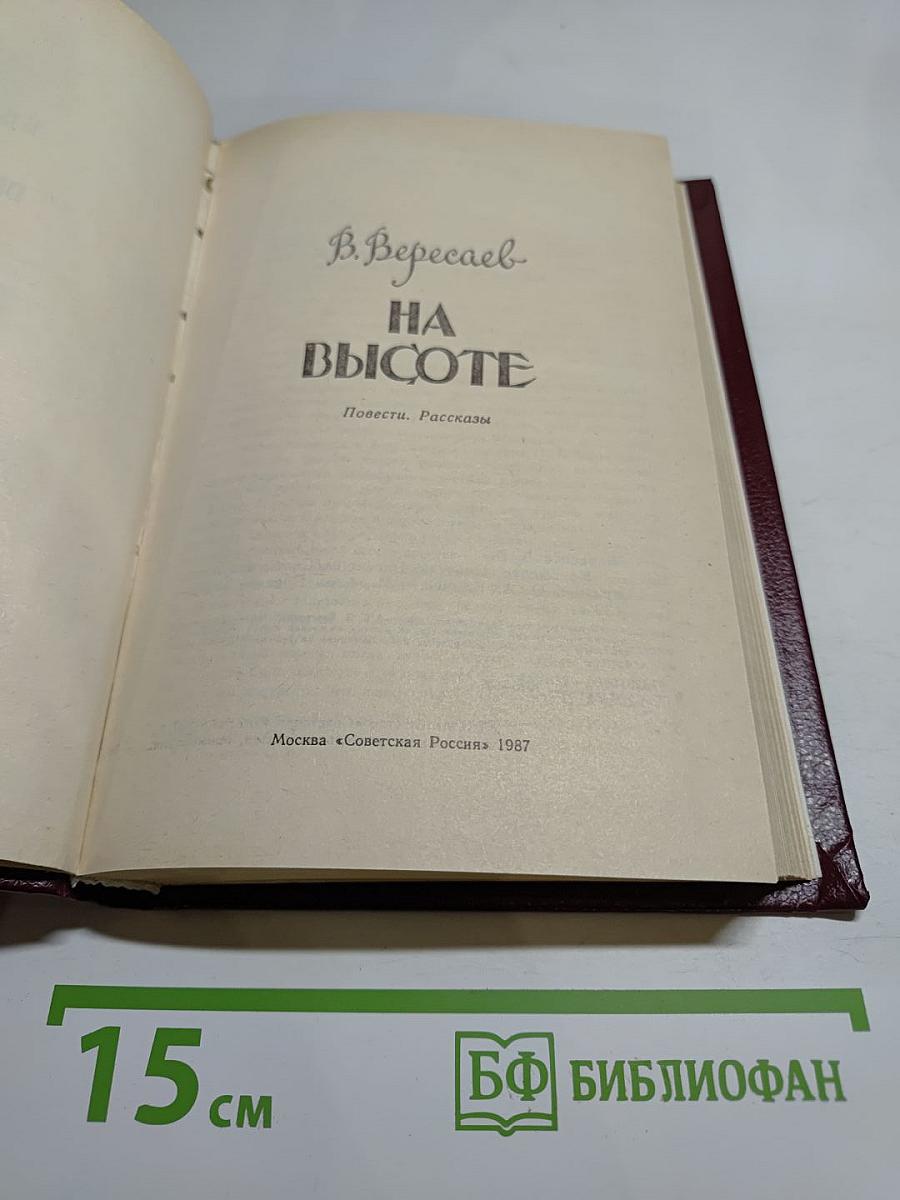 В. Вересаев
НА
ВЫСОТЕ
Повести. Рассказы
Москва «Советская Россия» 1987
15 см
БФ БИБЛИОФАН